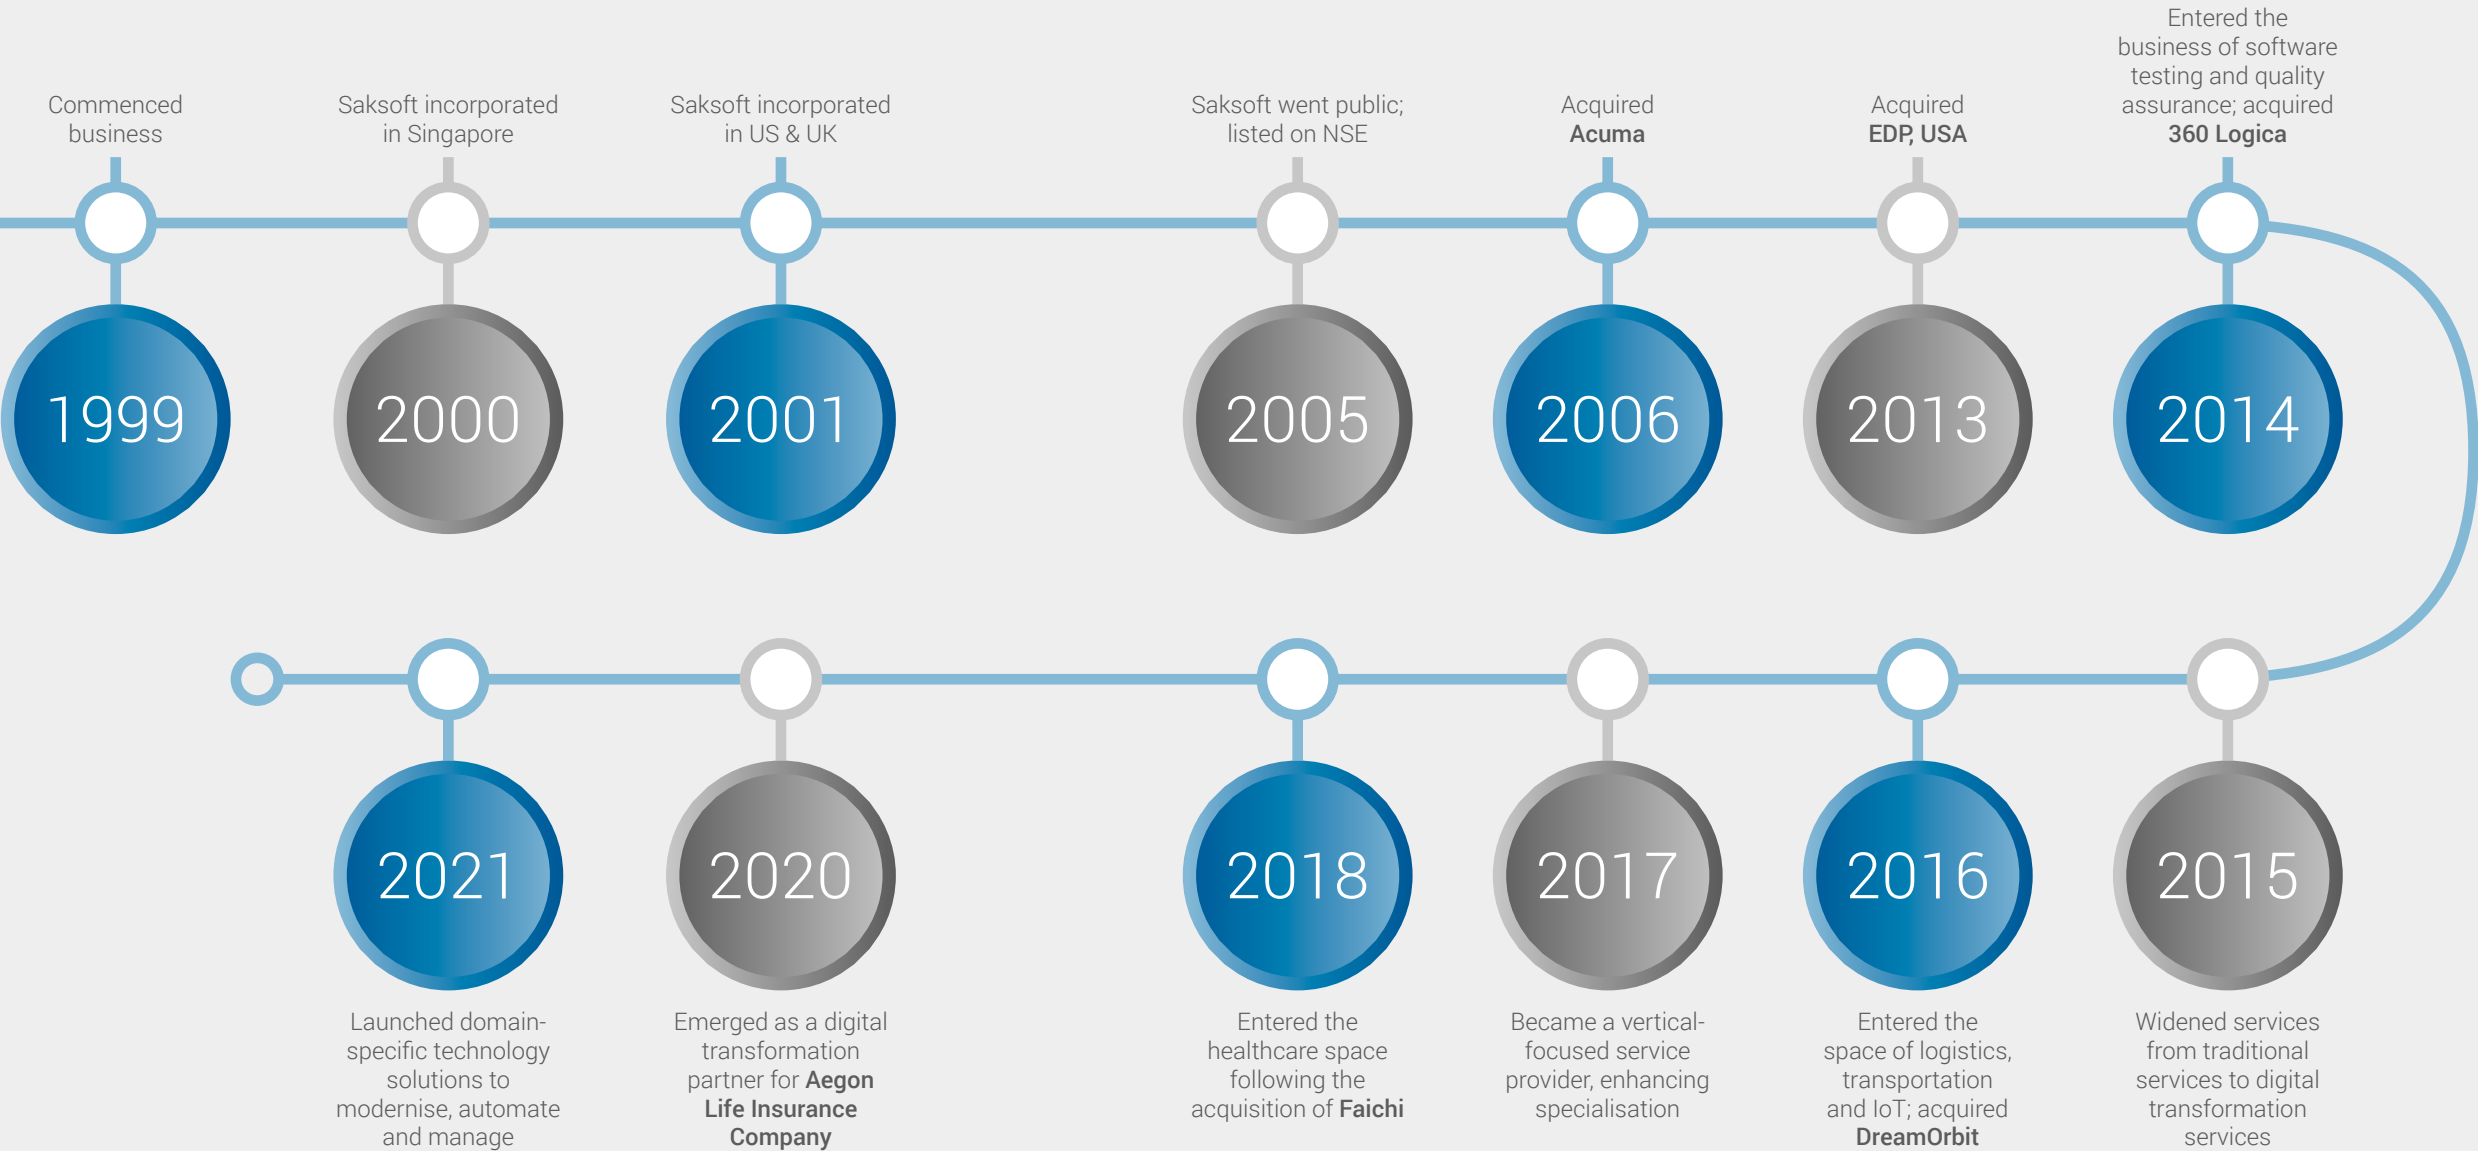 Commenced
business
1999
Saksoft incorporated
in Singapore
2000
Saksoft incorporated
in US & UK
2001
Saksoft went public;
listed on NSE
2005
Acquired
Acuma
2006
Acquired
EDP, USA
2013
Entered the
business of software
testing and quality
assurance; acquired
360 Logica
2014
2015
Widened services
from traditional
services to digital
transformation
services
2016
Entered the
space of logistics,
transportation
and IoT; acquired
DreamOrbit
2017
Became a vertical-
focused service
provider, enhancing
specialisation
2018
Entered the
healthcare space
following the
acquisition of Faichi
2020
Emerged as a digital
transformation
partner for Aegon
Life Insurance
Company
2021
Launched domain-
specific technology
solutions to
modernise, automate
and manage